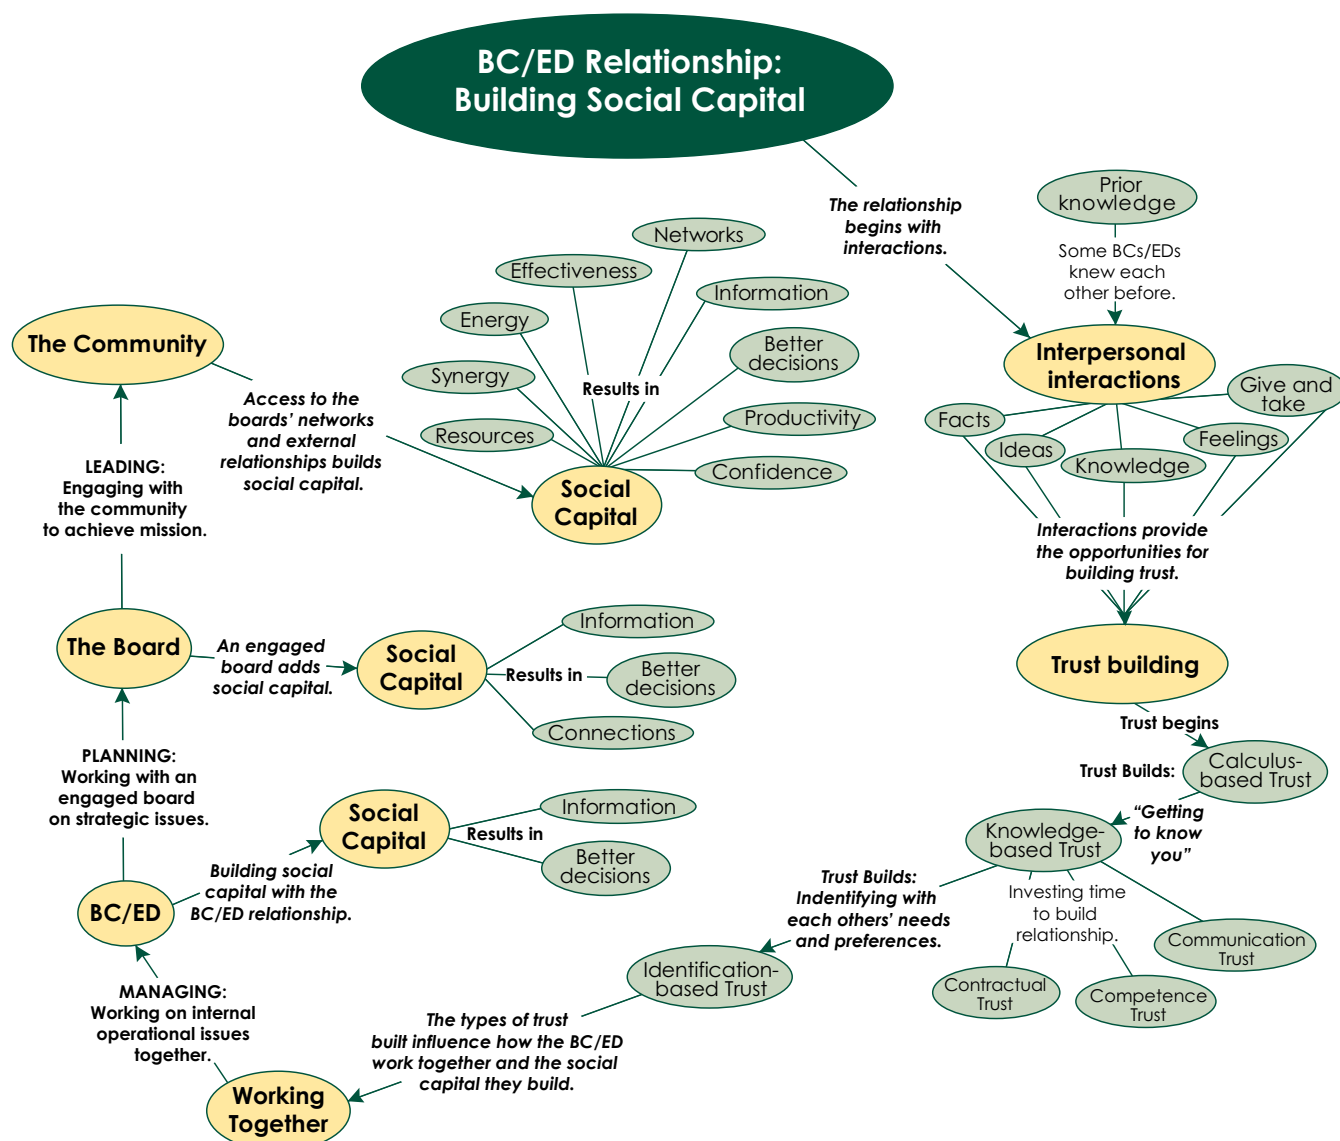 BC/ED Relationship:
Building Social Capital
The relationship
begins with
interactions.
Prior
knowledge
Some BCs/EDs
knew each
other before.
Interpersonal
interactions
Facts
Ideas
Knowledge
Feelings
Give and
take
Interactions provide
the opportunities for
building trust.
Trust building
Trust begins
Calculus-
based Trust
Trust Builds:
“Getting
to know
you”
Knowledge-
based Trust
Investing time
to build
relationship.
Contractual
Trust
Competence
Trust
Communication
Trust
Trust Builds:
Indentifying with
each others’ needs
and preferences.
Identification-
based Trust
The types of trust
built influence how the BC/ED
work together and the social
capital they build.
Working
Together
MANAGING:
Working on internal
operational issues
together.
BC/ED
Building social
capital with the
BC/ED relationship.
Social
Capital
Results in
Information
Better
decisions
PLANNING:
Working with an
engaged board
on strategic issues.
The Board
An engaged
board adds
social capital.
Social
Capital
Results in
Information
Better
decisions
Connections
LEADING:
Engaging with
the community
to achieve mission.
The Community
Access to the
boards’ networks
and external
relationships builds
social capital.
Social
Capital
Results in
Resources
Synergy
Energy
Effectiveness
Networks
Information
Better
decisions
Productivity
Confidence